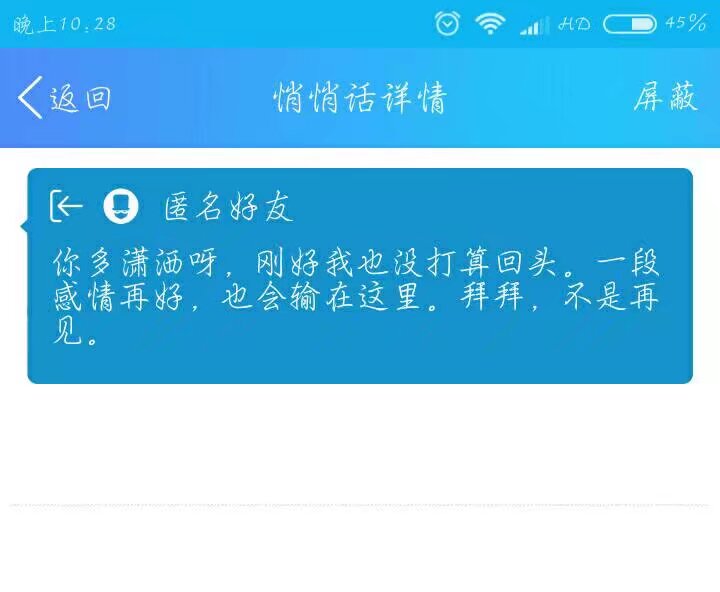 晚上10:28 HD 45%
返回 悄悄话详情 屏蔽
匿名好友
你多潇洒呀，刚好我也没打算回头。一段
感情再好，也会输在这里。拜拜，不是再
见。